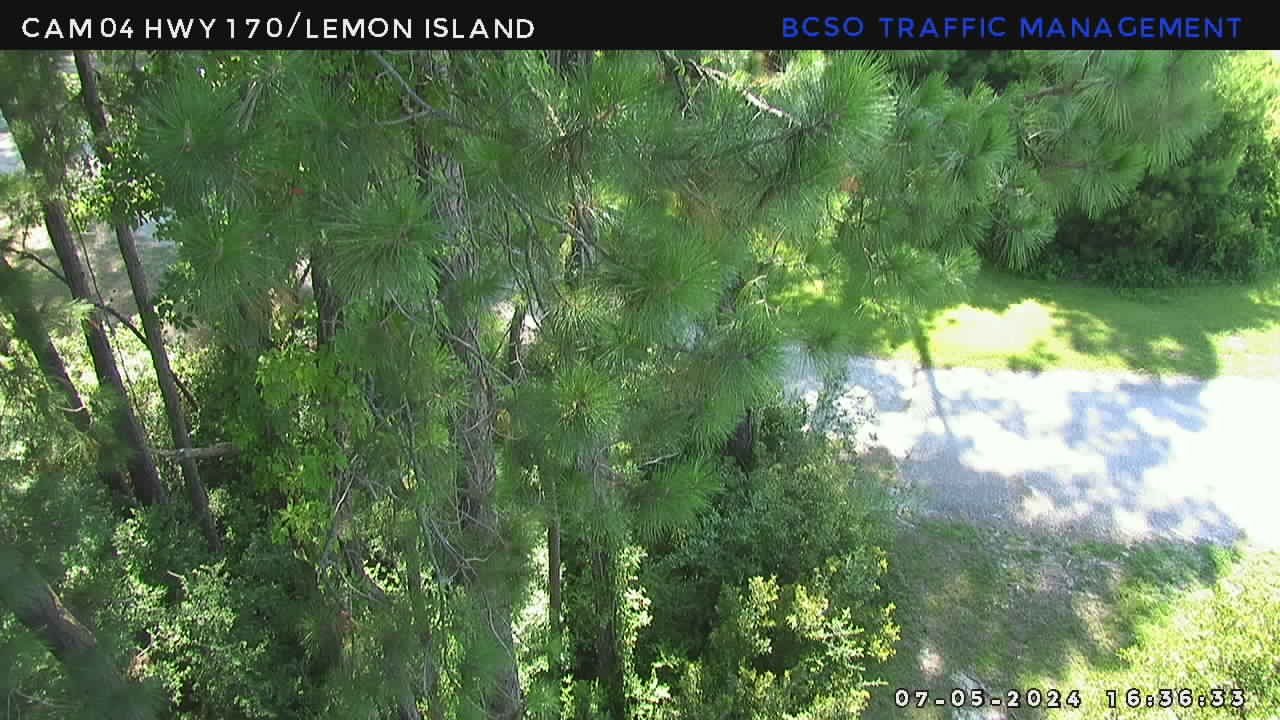 CAM04 HWY 170/LEMON ISLAND
BCSO TRAFFIC MANAGEMENT
07-05-2024 16:36:33